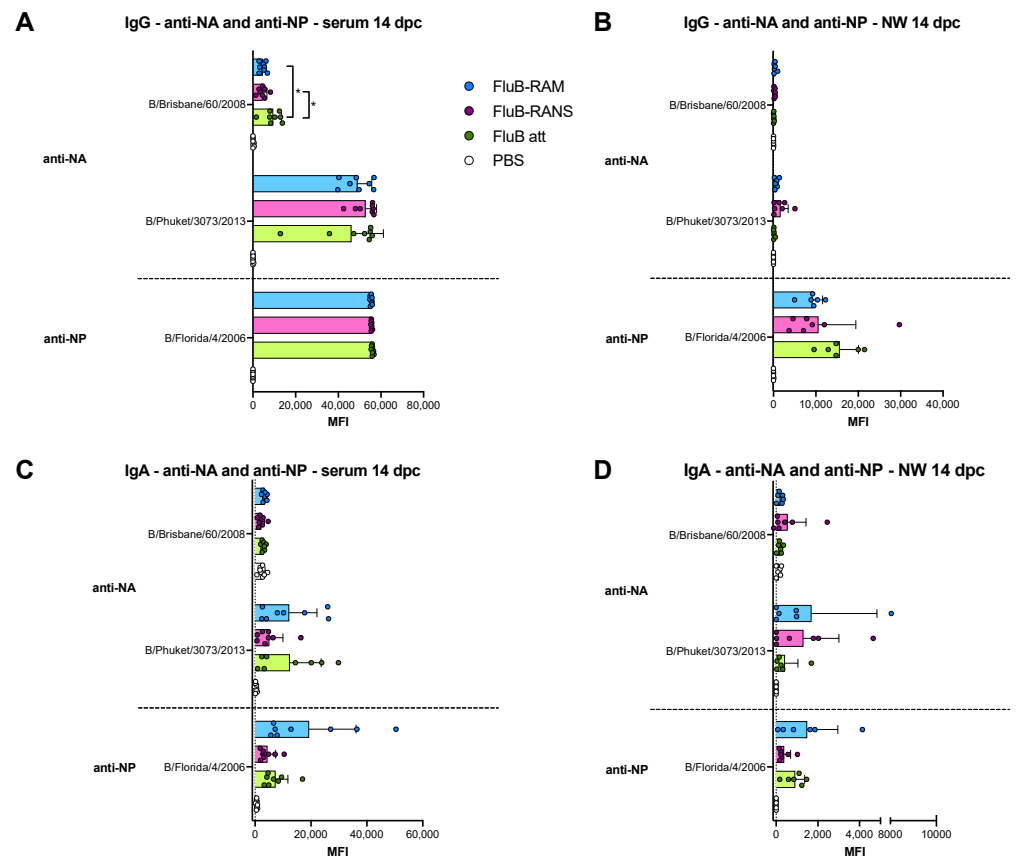 A
IgG - anti-NA and anti-NP - serum 14 dpc
B/Brisbane/60/2008
*
*
anti-NA
B/Phuket/3073/2013
anti-NP
B/Florida/4/2006
0 20,000 40,000 60,000 80,000
MFI
FluB-RAM
FluB-RANS
FluB att
PBS
B
IgG - anti-NA and anti-NP - NW 14 dpc
B/Brisbane/60/2008
anti-NA
B/Phuket/3073/2013
anti-NP
B/Florida/4/2006
0 10,000 20,000 30,000 40,000
MFI
C
IgA - anti-NA and anti-NP - serum 14 dpc
B/Brisbane/60/2008
anti-NA
B/Phuket/3073/2013
anti-NP
B/Florida/4/2006
0 20,000 40,000 60,000
MFI
D
IgA - anti-NA and anti-NP - NW 14 dpc
B/Brisbane/60/2008
anti-NA
B/Phuket/3073/2013
anti-NP
B/Florida/4/2006
0 2,000 4,000 8000 10000
MFI